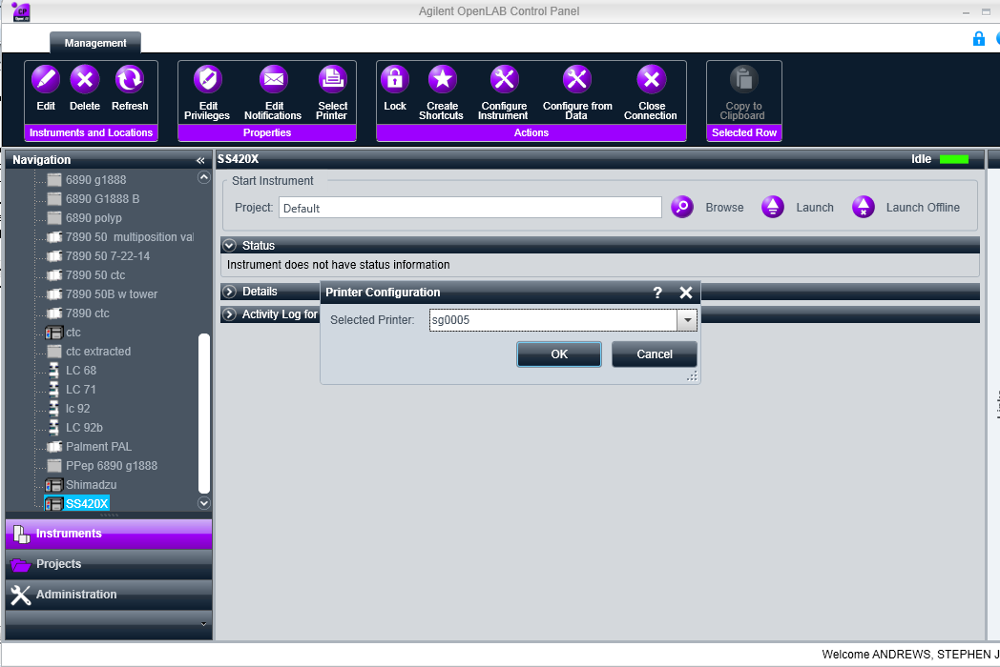 Agilent OpenLAB Control Panel
Management
Edit
Delete
Refresh
Instruments and Locations
Edit
Privileges
Edit
Notifications
Select
Printer
Properties
Lock
Create
Shortcuts
Configure
Instrument
Configure from
Data
Close
Connection
Actions
Copy to
Clipboard
Selected Row
Navigation
6890 g1888
6890 G1888 B
6890 polyp
7890 50  multiposition val
7890 50 7-22-14
7890 50 ctc
7890 50B w tower
7890 ctc
ctc
ctc extracted
LC 68
LC 71
lc 92
LC 92b
Palment PAL
PPep 6890 g1888
Shimadzu
SS420X
Instruments
Projects
Administration
SS420X
Idle
Start Instrument
Project:
Default
Browse
Launch
Launch Offline
Status
Instrument does not have status information
Details
Activity Log for
Printer Configuration
?
Selected Printer:
sg0005
OK
Cancel
Welcome ANDREWS, STEPHEN J